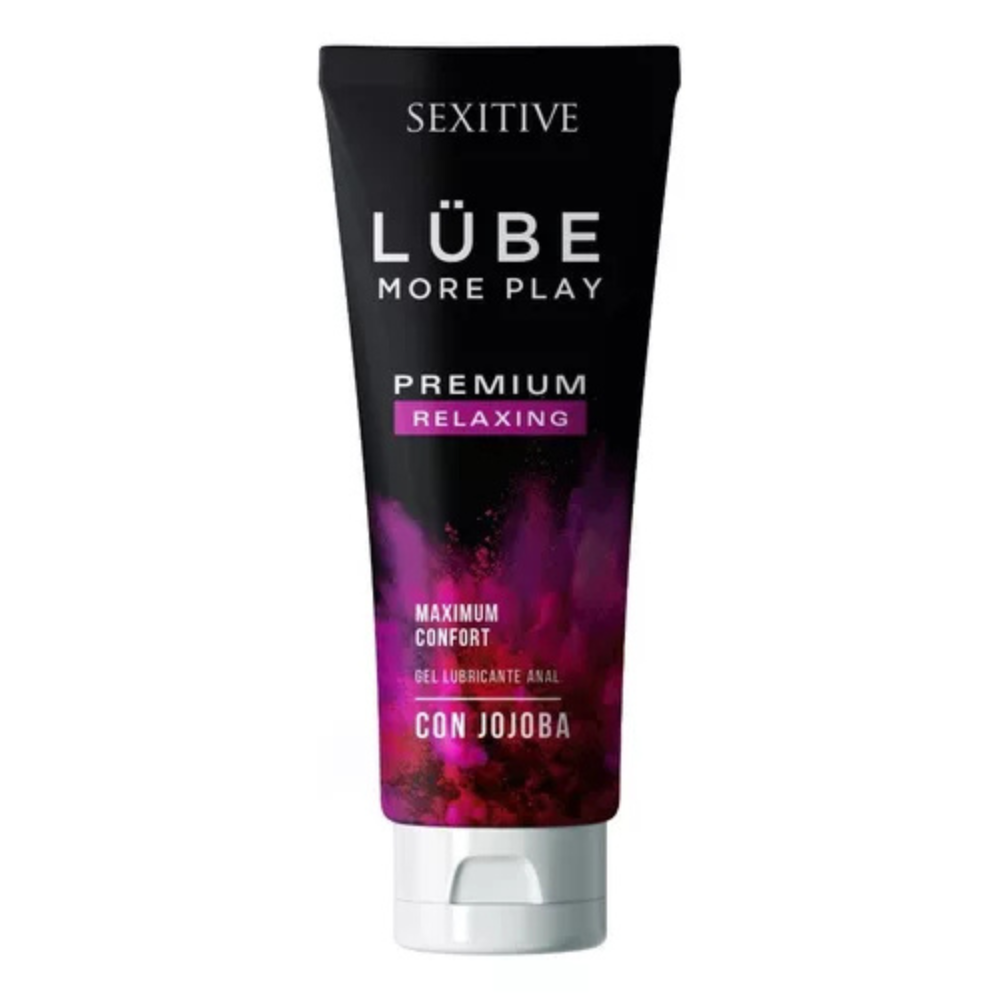 SEXITIVE
LÜBE
MORE PLAY
PREMIUM
RELAXING
MAXIMUM
CONFORT
GEL LUBRICANTE ANAL
CON JOJOBA